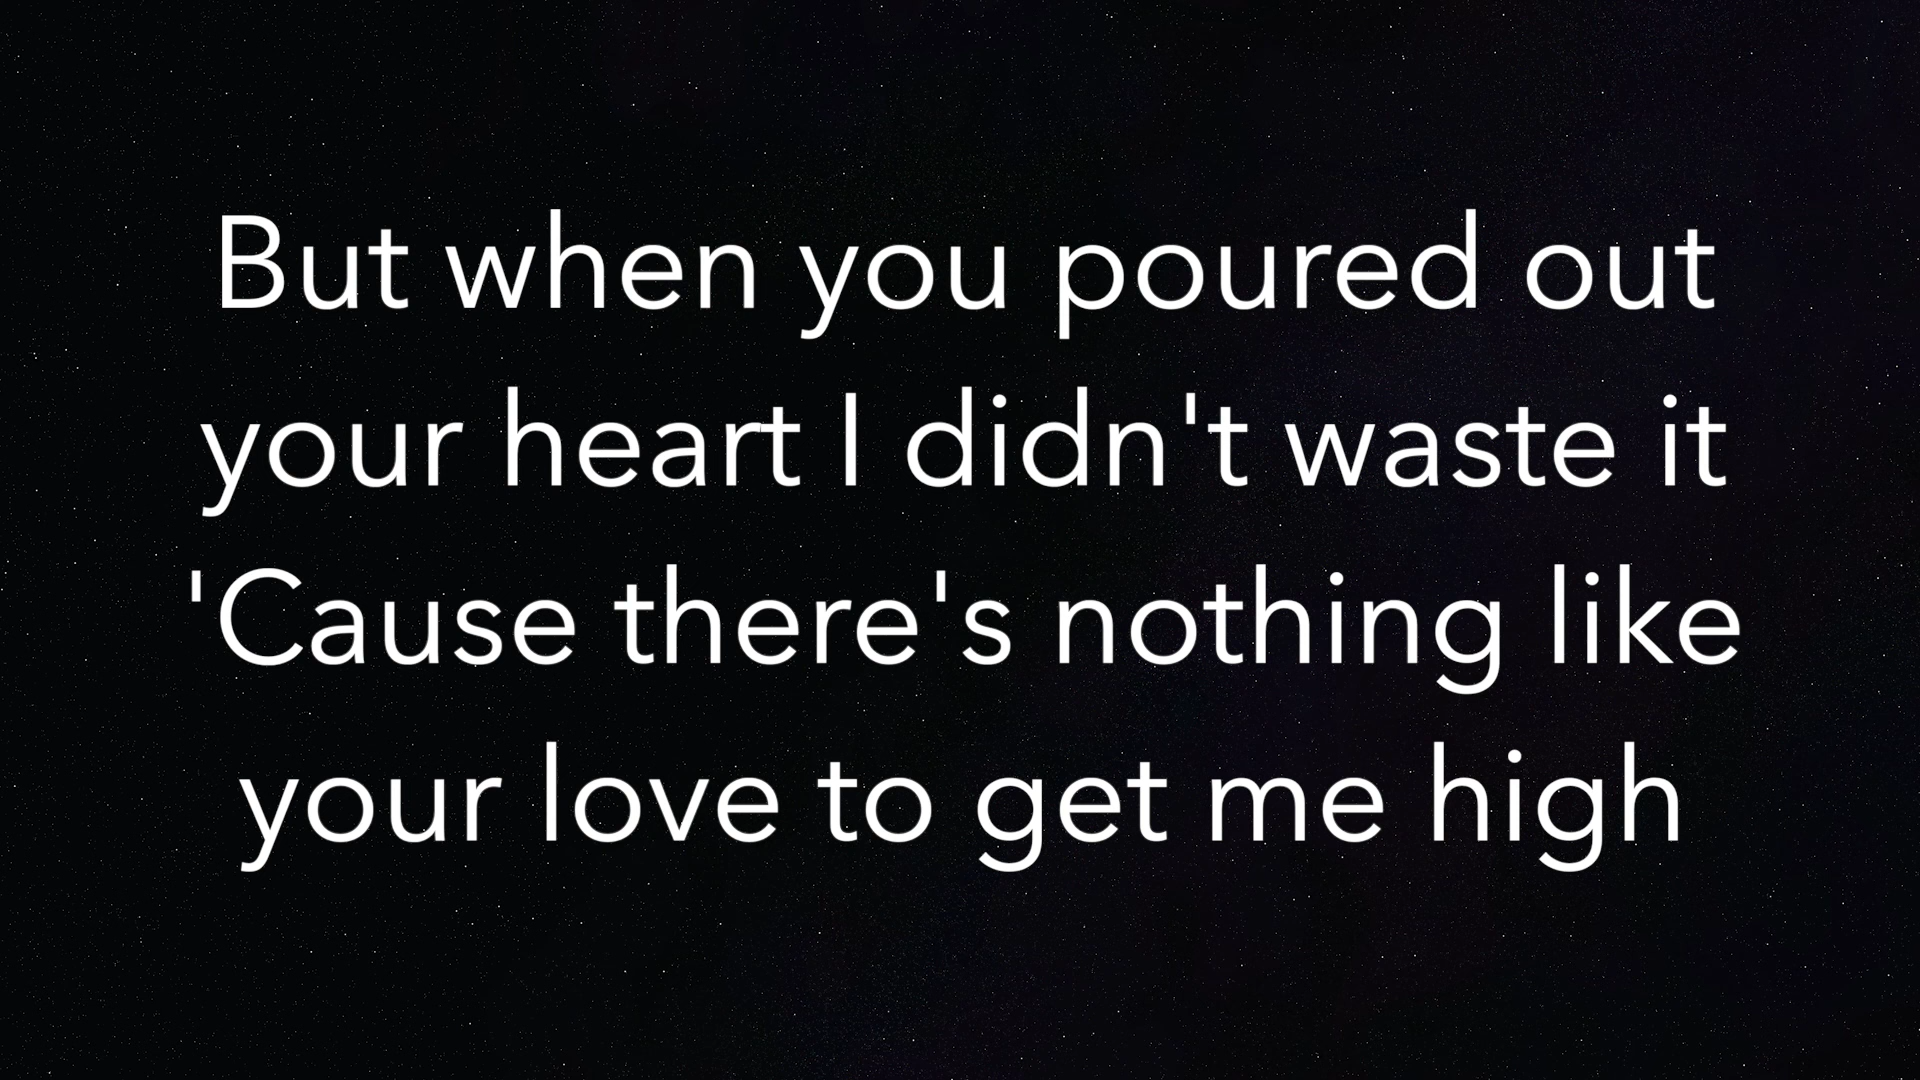 But when you poured out
your heart I didn't waste it
'Cause there's nothing like
your love to get me high